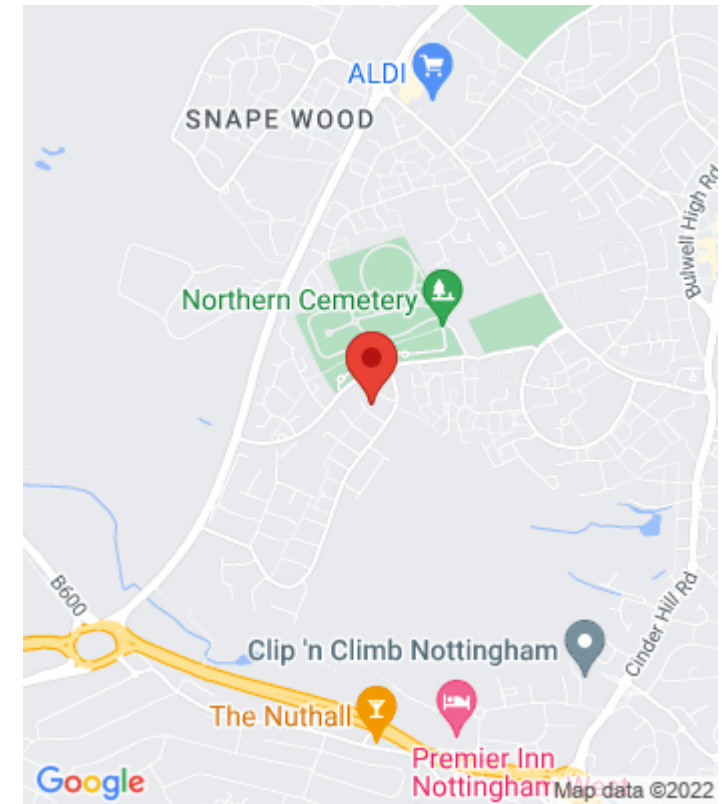 ALDI
SNAPE WOOD
Bulwell High Rd
Northern Cemetery
B600
Cinder Hill Rd
Clip 'n Climb Nottingham
The Nuthall
Premier Inn
Nottingham West
Google
Map data ©2022